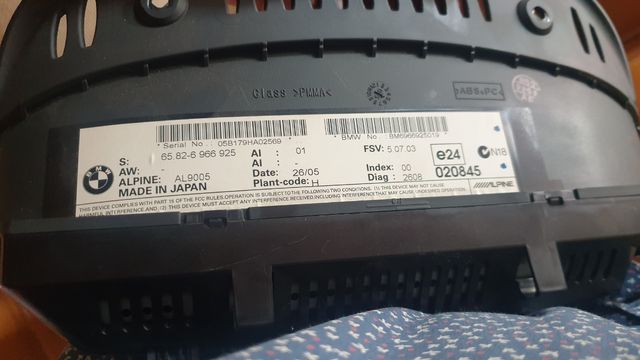 Glass >PMMA<
>ABS+PC<
* Serial No : 05B179HA02569 *
* BMW No : BM6966925019 *
S: 65.82-6 966 925 AI : 01 FSV: 5.07.03 e24 N18
AW: - AI : -
ALPINE: AL9005 Date: 26/05 Index: 00 020845
MADE IN JAPAN Plant-code: H Diag : 2608 ALPINE
THIS DEVICE COMPLIES WITH PART 15 OF THE FCC RULES.OPERATION IS SUBJECT TO THE FOLLOWING TWO CONDITIONS. (1) THIS DEVICE MAY NOT CAUSE
HARMFUL INTERFERENCE,AND (2) THIS DEVICE MUST ACCEPT ANY INTERFERENCE RECEIVED,INCLUDING INTERFERENCE THAT MAY CAUSE UNDESIRED OPERATION.
BMW